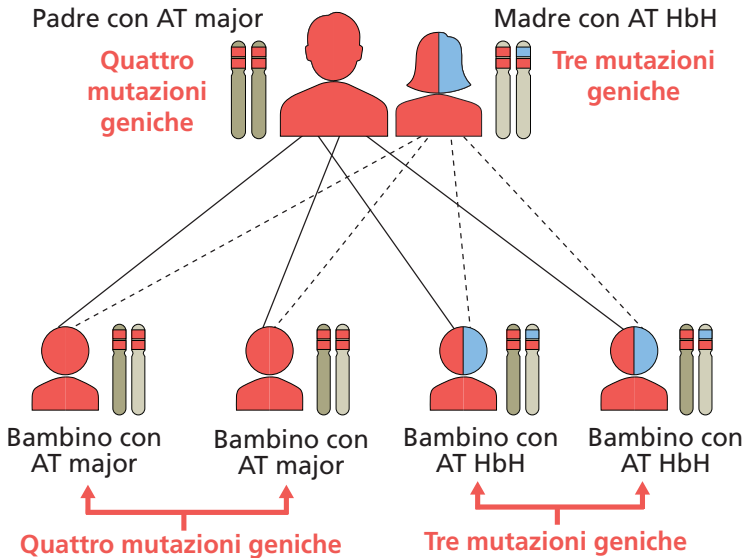 Padre con AT major
Madre con AT HbH
Quattro
mutazioni
geniche
Tre mutazioni
geniche
Bambino con
AT major
Bambino con
AT major
Bambino con
AT HbH
Bambino con
AT HbH
Quattro mutazioni geniche
Tre mutazioni geniche